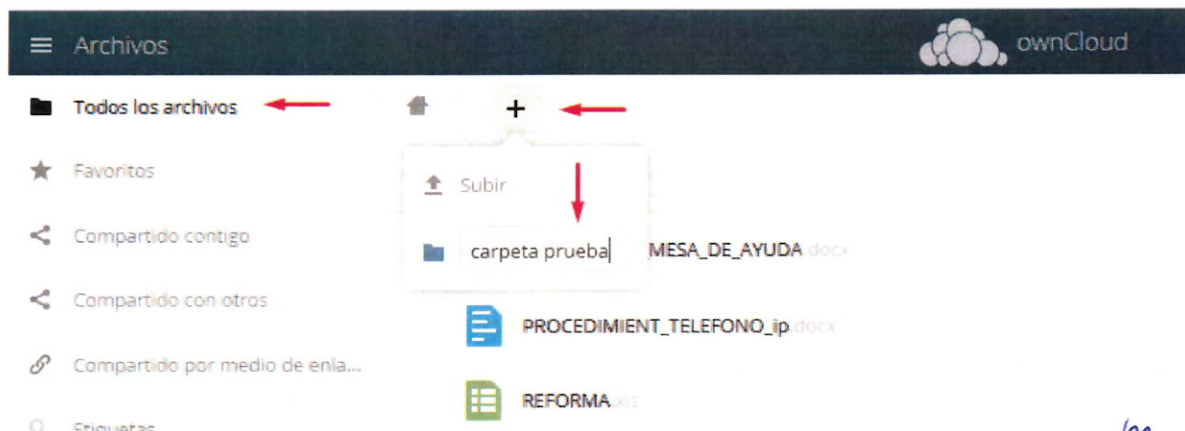 Archivos
ownCloud
Todos los archivos
+
Favoritos
Subir
Compartido contigo
carpeta prueba
MESA_DE_AYUDA.docx
Compartido con otros
PROCEDIMIENT_TELEFONO_ip.docx
Compartido por medio de enla...
REFORMA.xls
Etiquetas